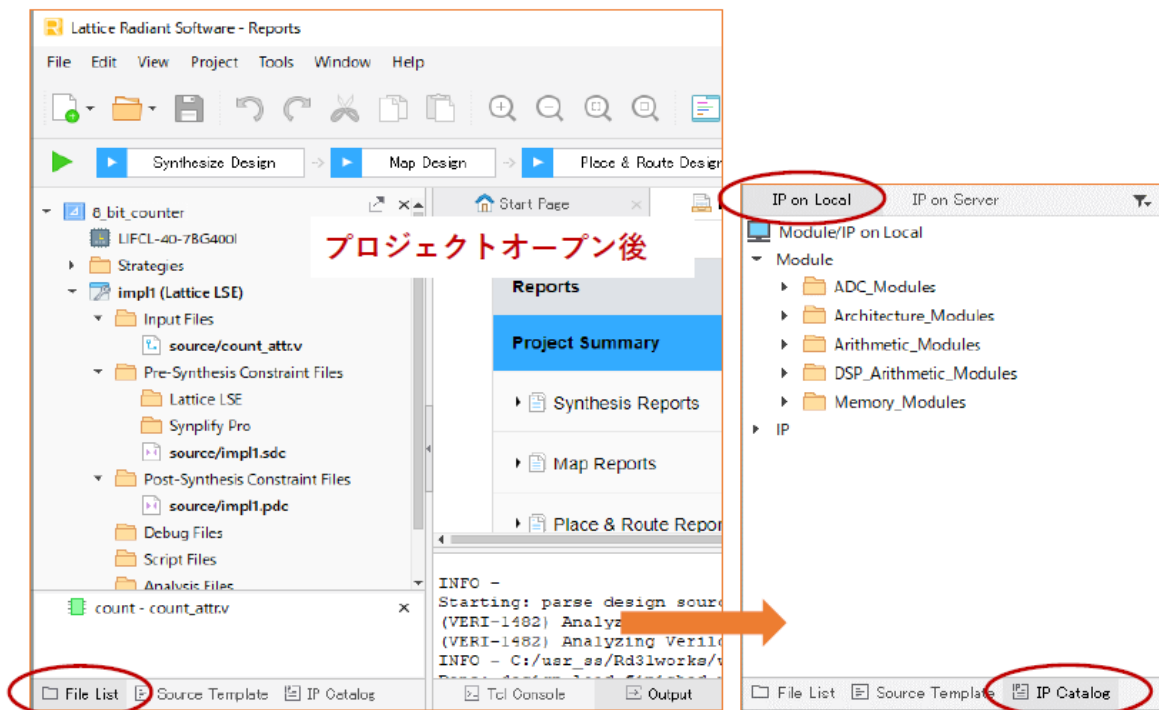 Lattice Radiant Software - Reports
File Edit View Project Tools Window Help
Synthesize Design Map Design Place & Route Desigr
8_bit_counter
LIFCL-40-7BG400I
Strategies
impl1 (Lattice LSE)
Input Files
source/count_attr.v
Pre-Synthesis Constraint Files
Lattice LSE
Synplify Pro
source/impl1.sdc
Post-Synthesis Constraint Files
source/impl1.pdc
Debug Files
Script Files
Analysis Files
count - count_attr.v
File List Source Template IP Catalog
Start Page
プロジェクトオープン後
Reports
Project Summary
Synthesis Reports
Map Reports
Place & Route Repor
INFO -
Starting: parse design sour
(VERI-1482) Analyz
(VERI-1482) Analyzing Veril
INFO - C:/usr_ss/Rd31works/
Tcl Console Output
IP on Local IP on Server
Module/IP on Local
Module
ADC_Modules
Architecture_Modules
Arithmetic_Modules
DSP_Arithmetic_Modules
Memory_Modules
IP
File List Source Template IP Catalog